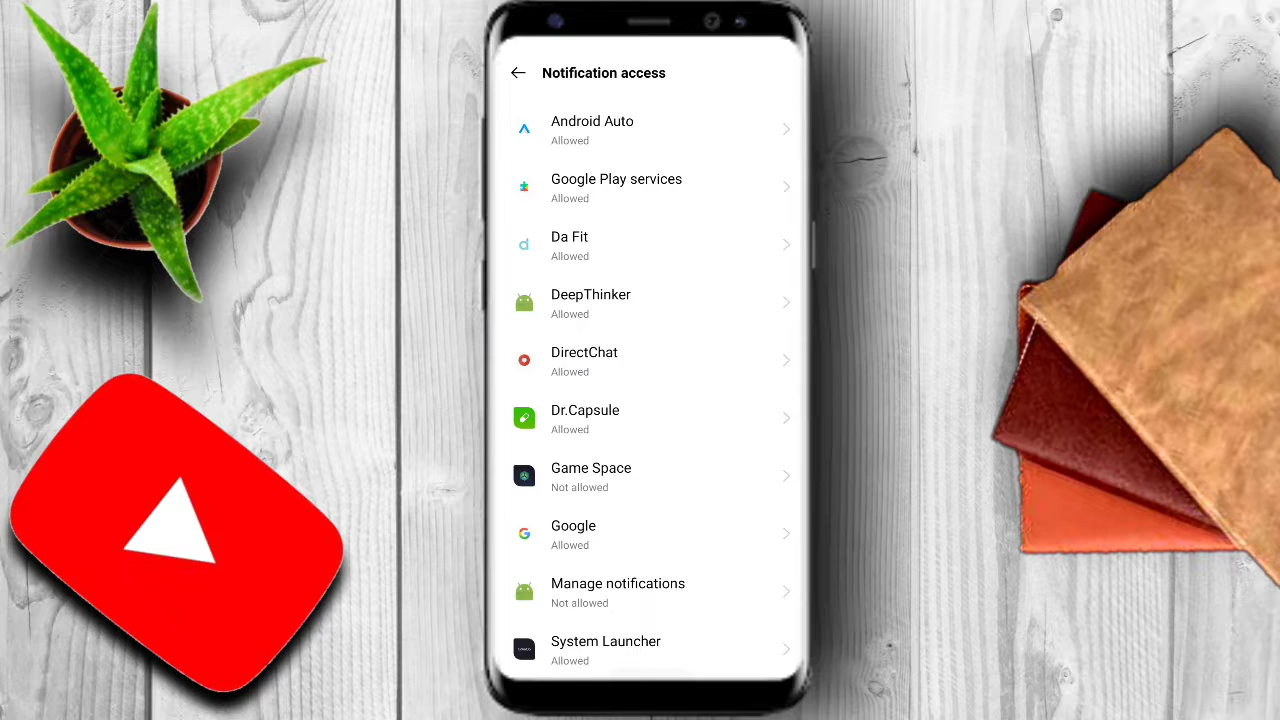 Notification access
Android Auto
Allowed
Google Play services
Allowed
Da Fit
Allowed
DeepThinker
Allowed
DirectChat
Allowed
Dr.Capsule
Allowed
Game Space
Not allowed
Google
Allowed
Manage notifications
Not allowed
System Launcher
Allowed